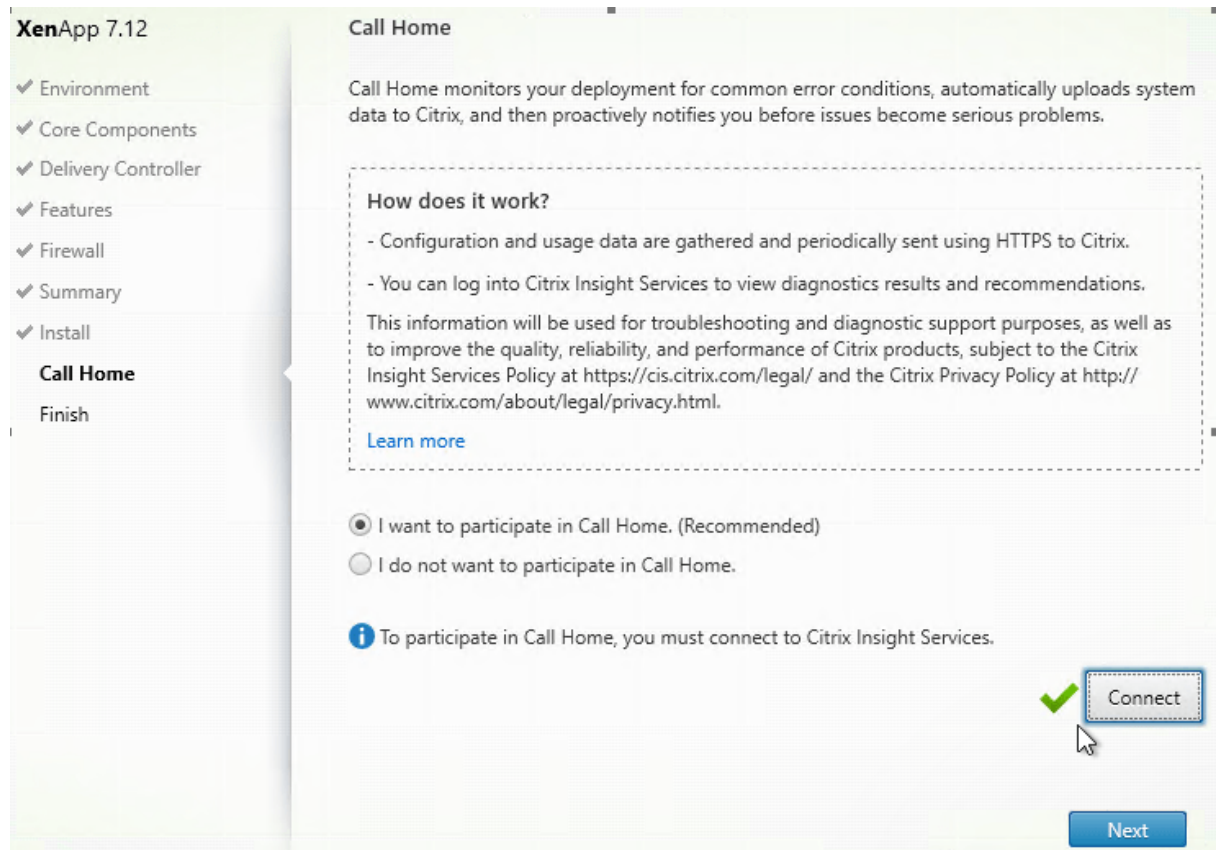 XenApp 7.12
Environment
Core Components
Delivery Controller
Features
Firewall
Summary
Install
Call Home
Finish
Call Home
Call Home monitors your deployment for common error conditions, automatically uploads system
data to Citrix, and then proactively notifies you before issues become serious problems.
How does it work?
- Configuration and usage data are gathered and periodically sent using HTTPS to Citrix.
- You can log into Citrix Insight Services to view diagnostics results and recommendations.
This information will be used for troubleshooting and diagnostic support purposes, as well as
to improve the quality, reliability, and performance of Citrix products, subject to the Citrix
Insight Services Policy at https://cis.citrix.com/legal/ and the Citrix Privacy Policy at http://
www.citrix.com/about/legal/privacy.html.
Learn more
I want to participate in Call Home. (Recommended)
I do not want to participate in Call Home.
To participate in Call Home, you must connect to Citrix Insight Services.
Connect
Next